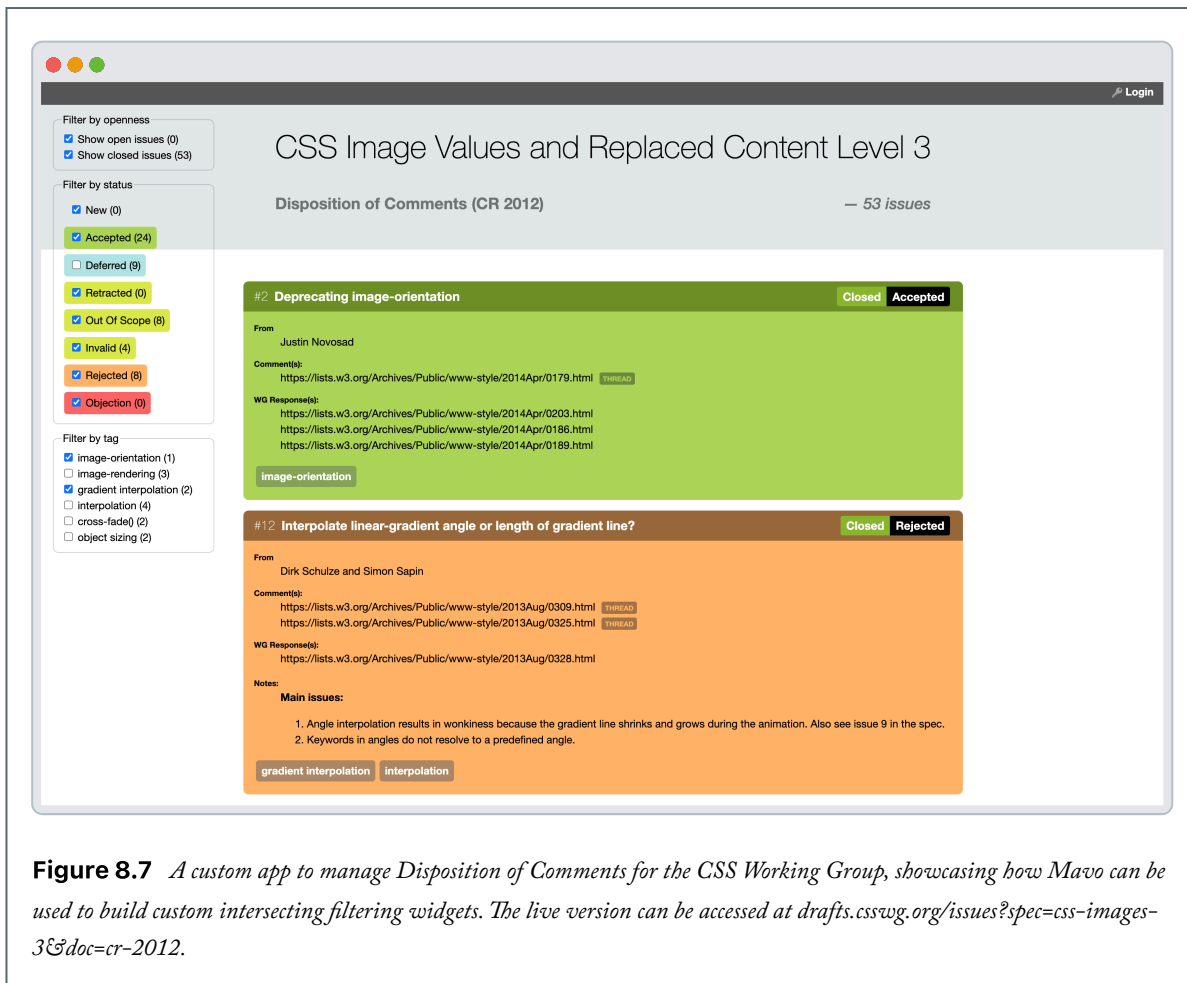 Login
Filter by openness
Show open issues (0)
Show closed issues (53)
Filter by status
New (0)
Accepted (24)
Deferred (9)
Retracted (0)
Out Of Scope (8)
Invalid (4)
Rejected (8)
Objection (0)
Filter by tag
image-orientation (1)
image-rendering (3)
gradient interpolation (2)
interpolation (4)
cross-fade() (2)
object sizing (2)
CSS Image Values and Replaced Content Level 3
Disposition of Comments (CR 2012) — 53 issues
#2 Deprecating image-orientation Closed Accepted
From
Justin Novosad
Comment(s):
https://lists.w3.org/Archives/Public/www-style/2014Apr/0179.html THREAD
WG Response(s):
https://lists.w3.org/Archives/Public/www-style/2014Apr/0203.html
https://lists.w3.org/Archives/Public/www-style/2014Apr/0186.html
https://lists.w3.org/Archives/Public/www-style/2014Apr/0189.html
image-orientation
#12 Interpolate linear-gradient angle or length of gradient line? Closed Rejected
From
Dirk Schulze and Simon Sapin
Comment(s):
https://lists.w3.org/Archives/Public/www-style/2013Aug/0309.html THREAD
https://lists.w3.org/Archives/Public/www-style/2013Aug/0325.html THREAD
WG Response(s):
https://lists.w3.org/Archives/Public/www-style/2013Aug/0328.html
Notes:
Main issues:
1. Angle interpolation results in wonkiness because the gradient line shrinks and grows during the animation. Also see issue 9 in the spec.
2. Keywords in angles do not resolve to a predefined angle.
gradient interpolation interpolation
Figure 8.7 A custom app to manage Disposition of Comments for the CSS Working Group, showcasing how Mavo can be
used to build custom intersecting filtering widgets. The live version can be accessed at drafts.csswg.org/issues?spec=css-images-
3&doc=cr-2012.